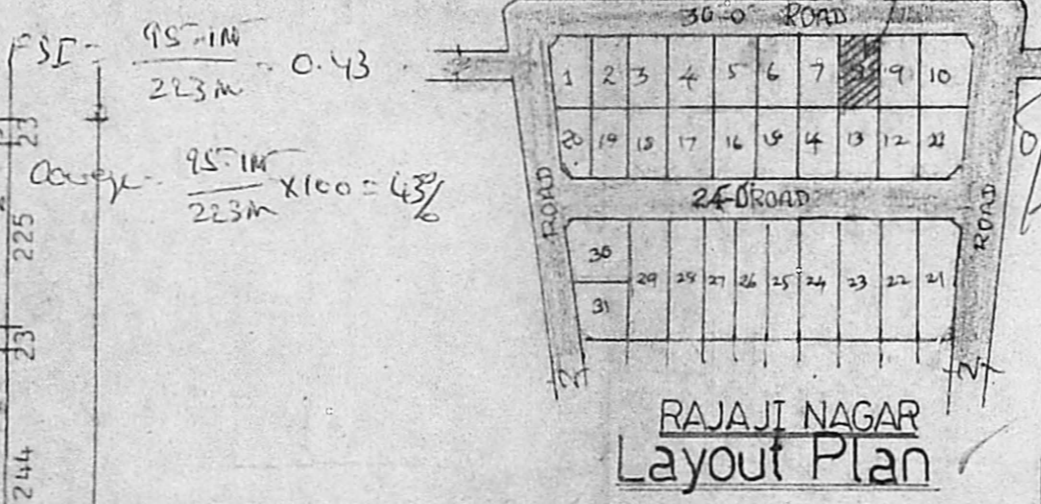 FSI = 95.1M / 223M = 0.43
95.1M / 223M X100 = 43%
23
225
23
244
30-0 ROAD
1 2 3 4 5 6 7 8 9 10
20 19 18 17 16 15 14 13 12
24-0 ROAD
ROAD
ROAD
30
31
29 28 27 26 25 24 23 22 21
RAJAJI NAGAR
Layout Plan